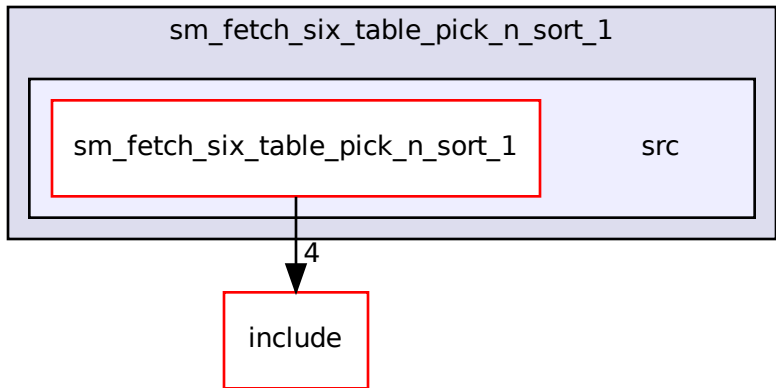 sm_fetch_six_table_pick_n_sort_1
sm_fetch_six_table_pick_n_sort_1
src
4
include